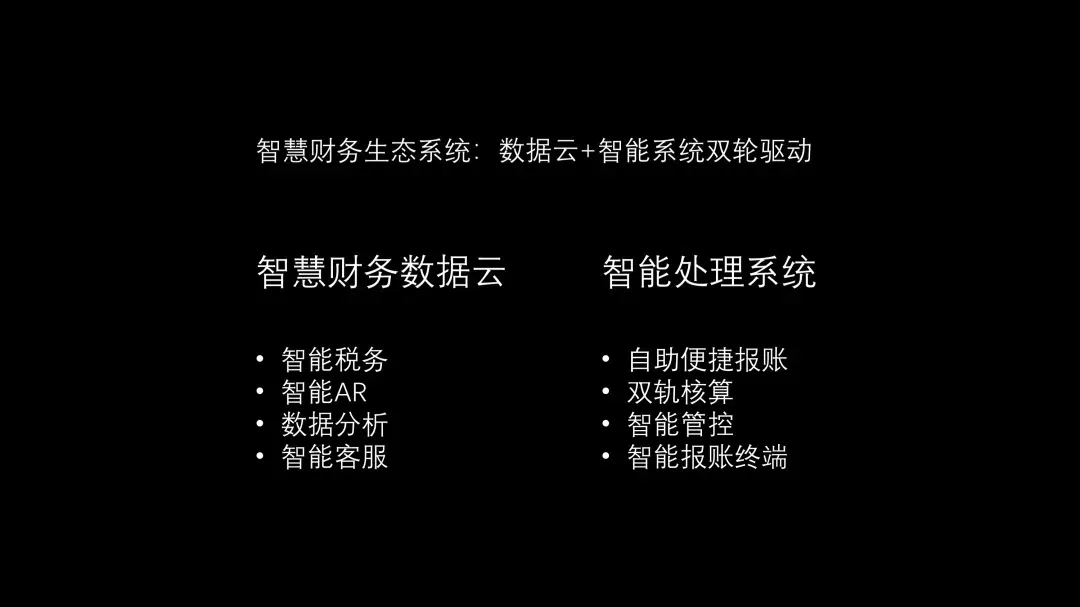 智慧财务生态系统：数据云+智能系统双轮驱动
智慧财务数据云
• 智能税务
• 智能AR
• 数据分析
• 智能客服
智能处理系统
• 自助便捷报账
• 双轨核算
• 智能管控
• 智能报账终端